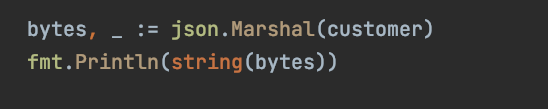 bytes, _ := json.Marshal(customer)
fmt.Println(string(bytes))